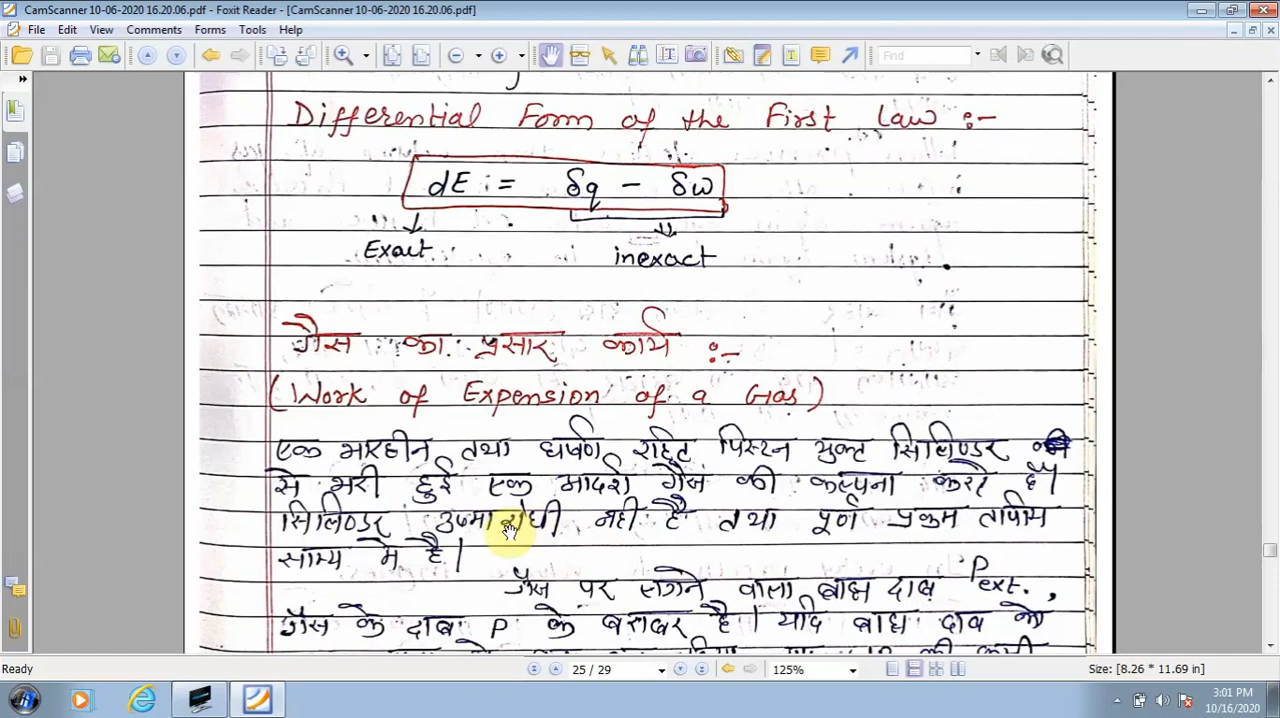 CamScanner 10-06-2020 16.20.06.pdf - Foxit Reader - [CamScanner 10-06-2020 16.20.06.pdf]
File Edit View Comments Forms Tools Help
Find
Differential Form of the First Law :-
dE = δq - δw
Exact inexact
गैस का प्रसार कार्य :-
(Work of Expension of a Gas)
एक भारहीन तथा घर्षण रहित पिस्टन युक्त सिलिण्डर
से भरी हुई एक आदर्श गैस की कल्पना करते है।
सिलिण्डर उष्मारोधी नही है तथा पूर्ण प्रक्रम तापीय
साम्य मे है।
गैस पर लगने वाला बाह्य दाब Pext.,
गैस के दाब P के बराबर है। यदि बाह्य दाब को
Ready
25 / 29
125%
Size: [8.26 * 11.69 in]
3:01 PM
10/16/2020